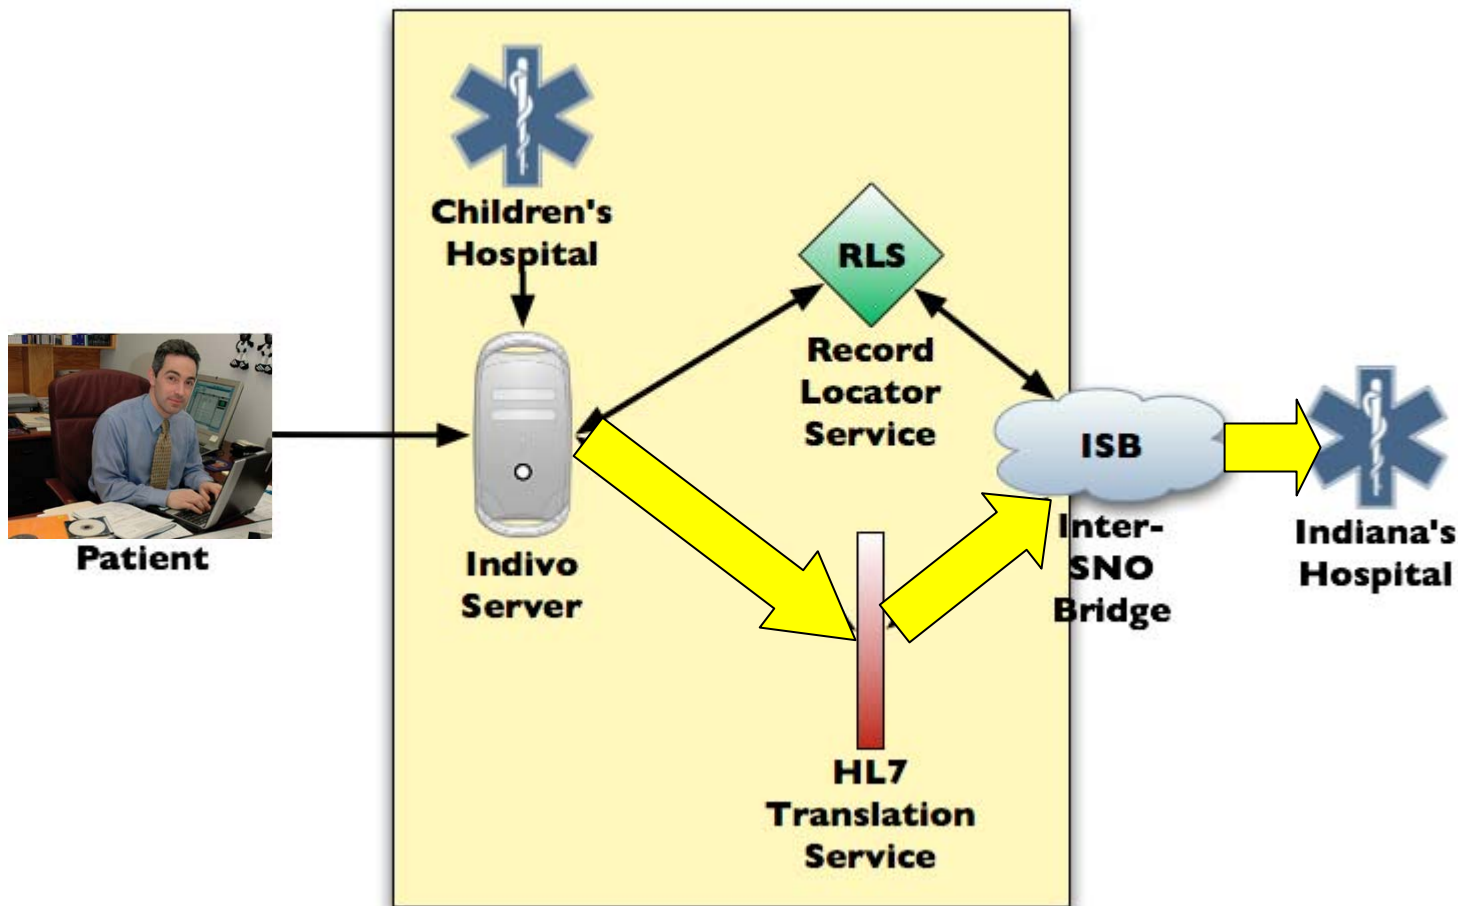 Children's
Hospital
RLS
Record
Locator
Service
ISB
Inter-
SNO
Bridge
Indiana's
Hospital
Patient
Indivo
Server
HL7
Translation
Service